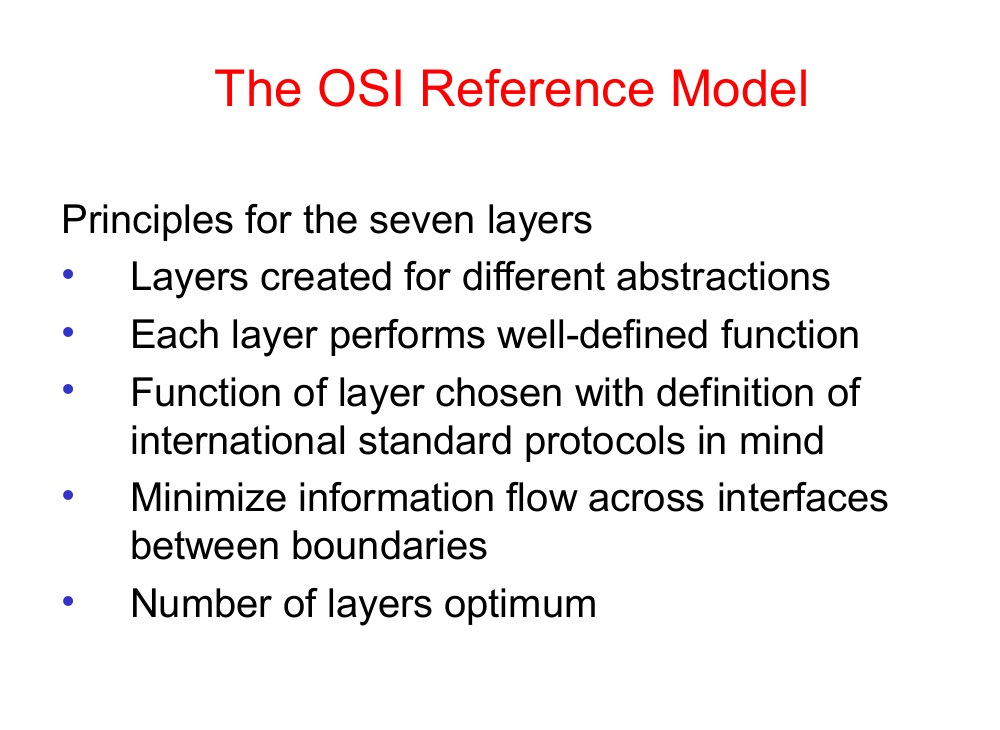 The OSI Reference Model
Principles for the seven layers
• Layers created for different abstractions
• Each layer performs well-defined function
• Function of layer chosen with definition of
international standard protocols in mind
• Minimize information flow across interfaces
between boundaries
• Number of layers optimum